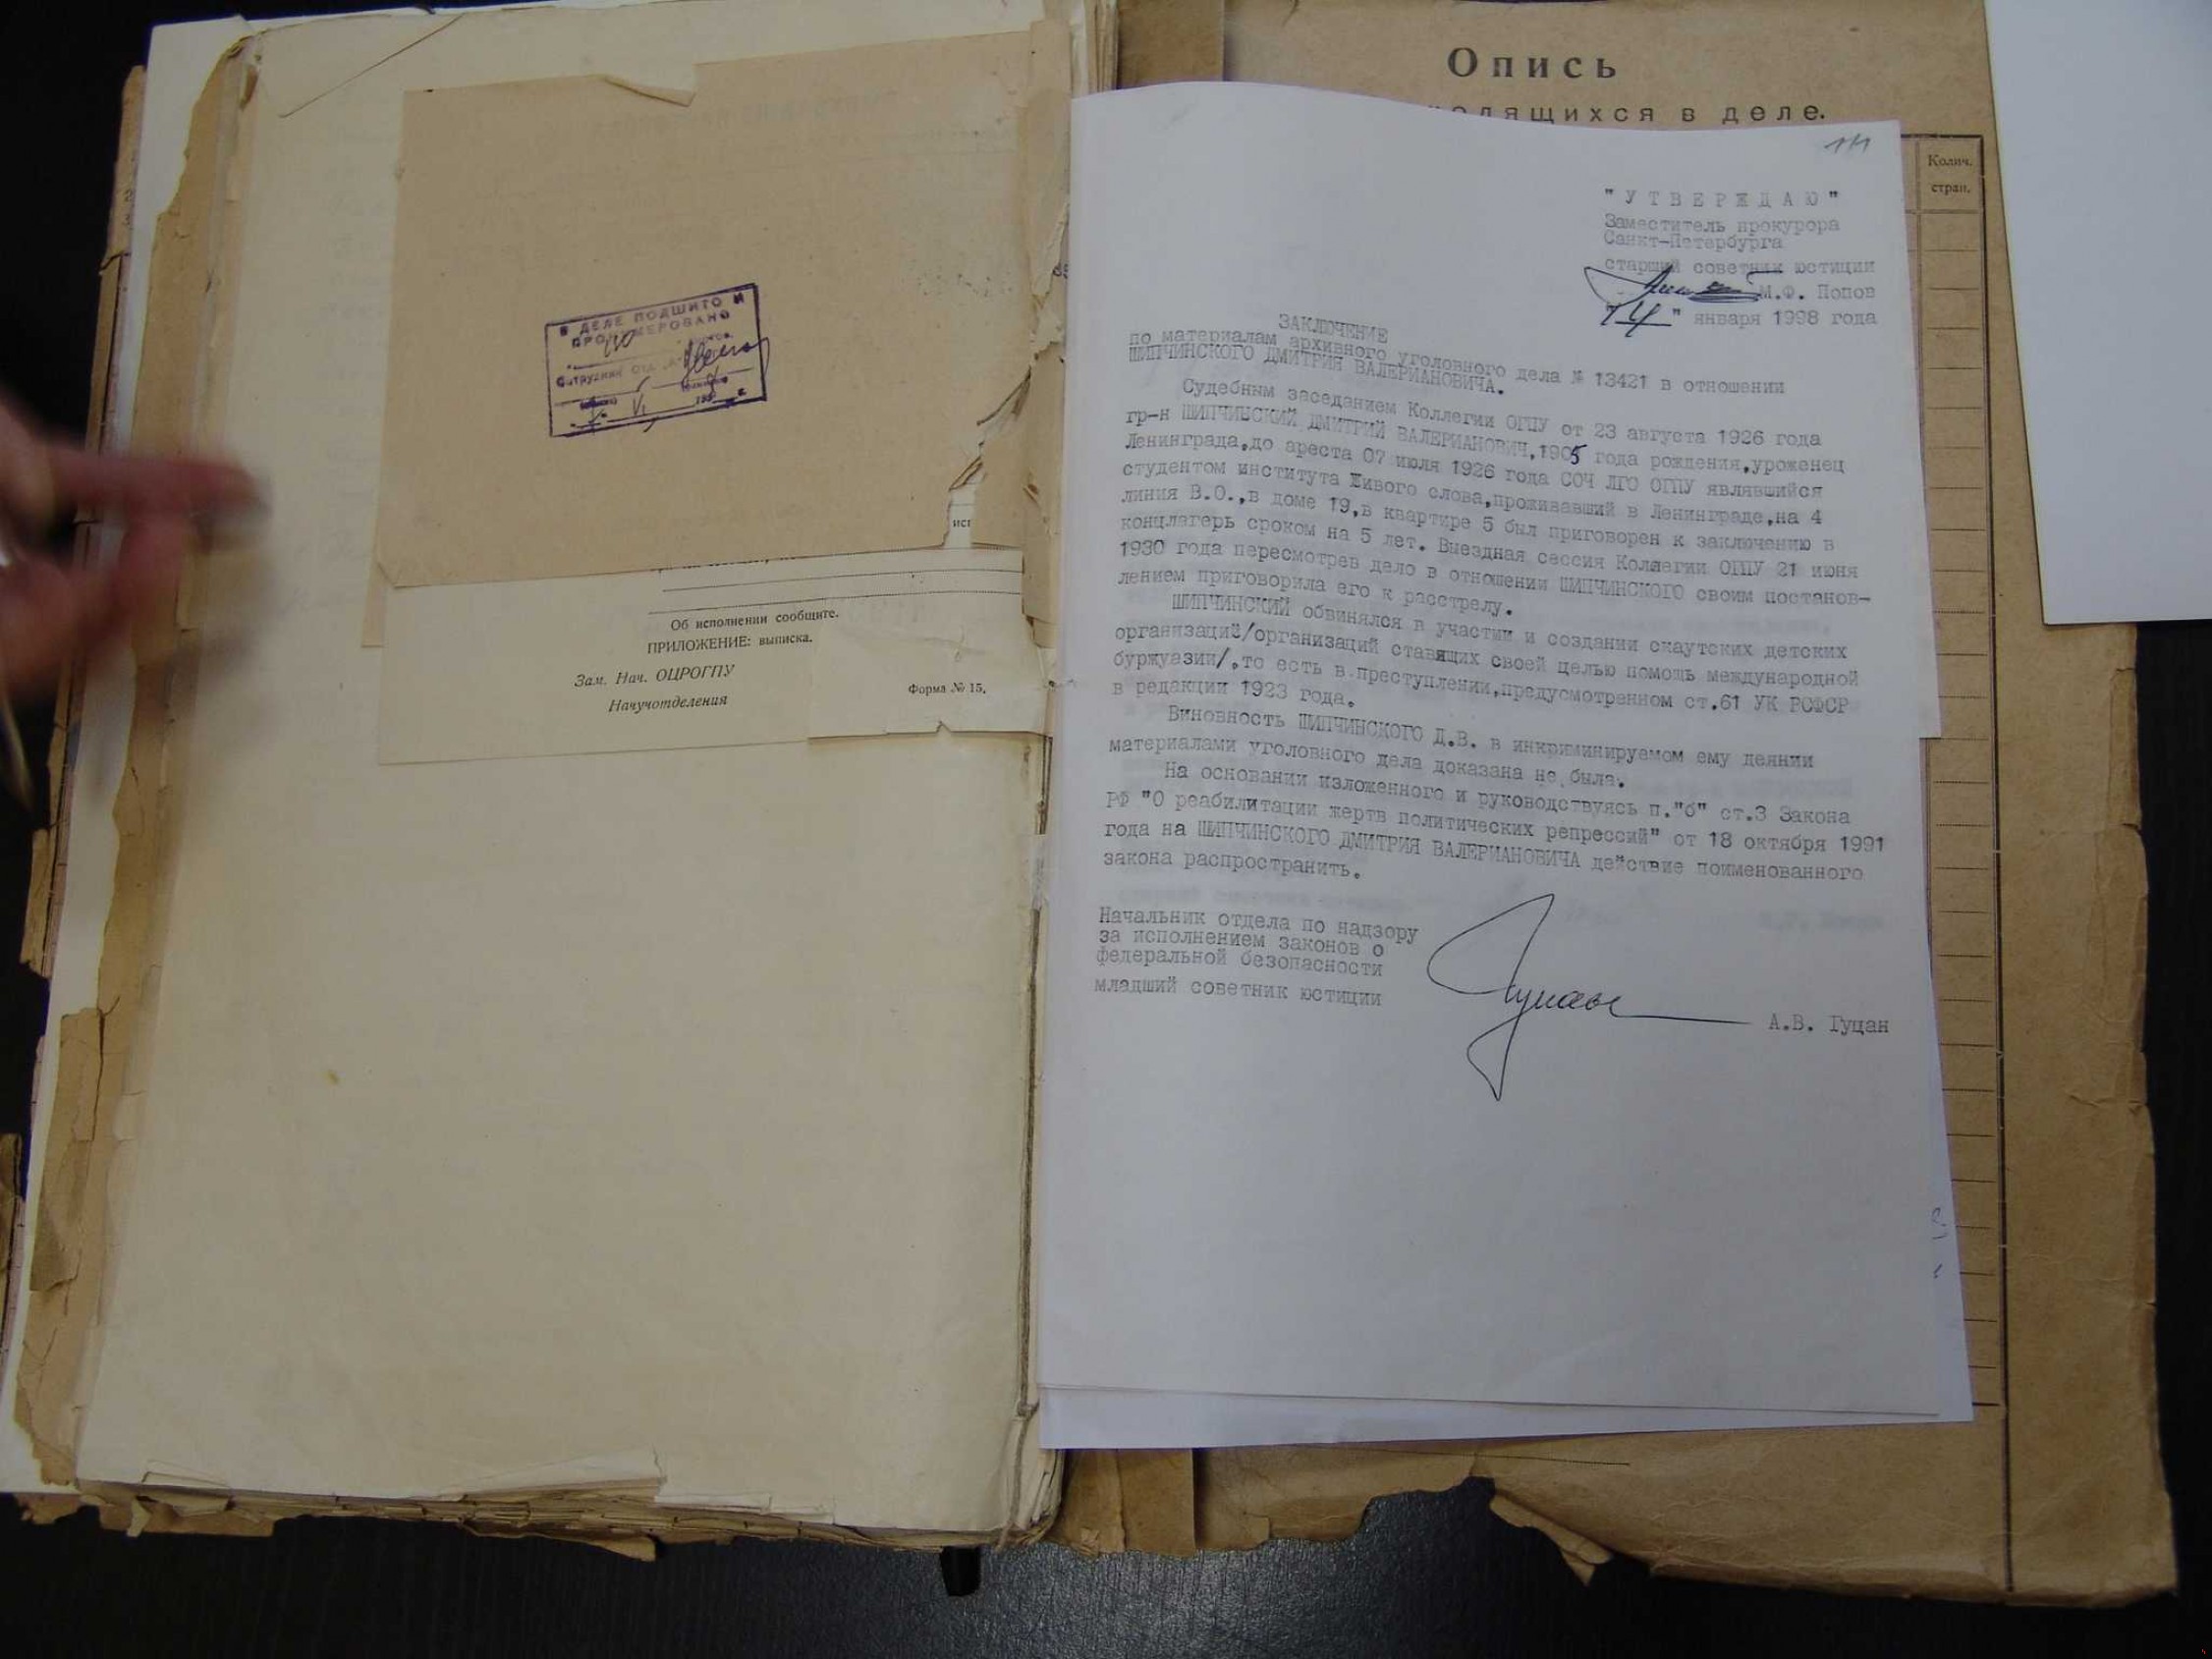 В ДЕЛЕ ПОДШИТО И
ПРОНУМЕРОВАНО
Сотрудник отд.
Об исполнении сообщите.
ПРИЛОЖЕНИЕ: выписка.
Зам. Нач. ОЦРОГПУ
Начучотделения
Форма № 15.
Опись
в деле.
Колич.
стран.
111
"УТВЕРЖДАЮ"
Заместитель прокурора
Санкт-Петербурга
старший советник юстиции
М.Ф. Попов
"14" января 1998 года
ЗАКЛЮЧЕНИЕ
по материалам архивного уголовного дела № 13421 в отношении
ШИПЧИНСКОГО ДМИТРИЯ ВАЛЕРИАНОВИЧА.
Судебным заседанием Коллегии ОГПУ от 23 августа 1926 года
гр-н ШИПЧИНСКИЙ ДМИТРИЙ ВАЛЕРИАНОВИЧ,1905 года рождения,уроженец
Ленинграда,до ареста 07 июля 1926 года СОЧ ЛГО ОГПУ являвшийся
студентом института Живого слова,проживавший в Ленинграде,на 4
линия В.О.,в доме 19,в квартире 5 был приговорен к заключению в
концлагерь сроком на 5 лет. Выездная сессия Коллегии ОГПУ 21 июня
1930 года пересмотрев дело в отношении ШИПЧИНСКОГО своим постанов-
лением приговорила его к расстрелу.
ШИПЧИНСКИЙ обвинялся в участии и создании скаутских детских
организаций/организаций ставящих своей целью помощь международной
буржуазии/,то есть в преступлении,предусмотренном ст.61 УК РСФСР
в редакции 1923 года.
Виновность ШИПЧИНСКОГО Д.В. в инкриминируемом ему деянии
материалами уголовного дела доказана не была.
На основании изложенного и руководствуясь п."б" ст.3 Закона
РФ "О реабилитации жертв политических репрессий" от 18 октября 1991
года на ШИПЧИНСКОГО ДМИТРИЯ ВАЛЕРИАНОВИЧА действие поименованного
закона распространить.
Начальник отдела по надзору
за исполнением законов о
федеральной безопасности
младший советник юстиции
А.В. Гуцан